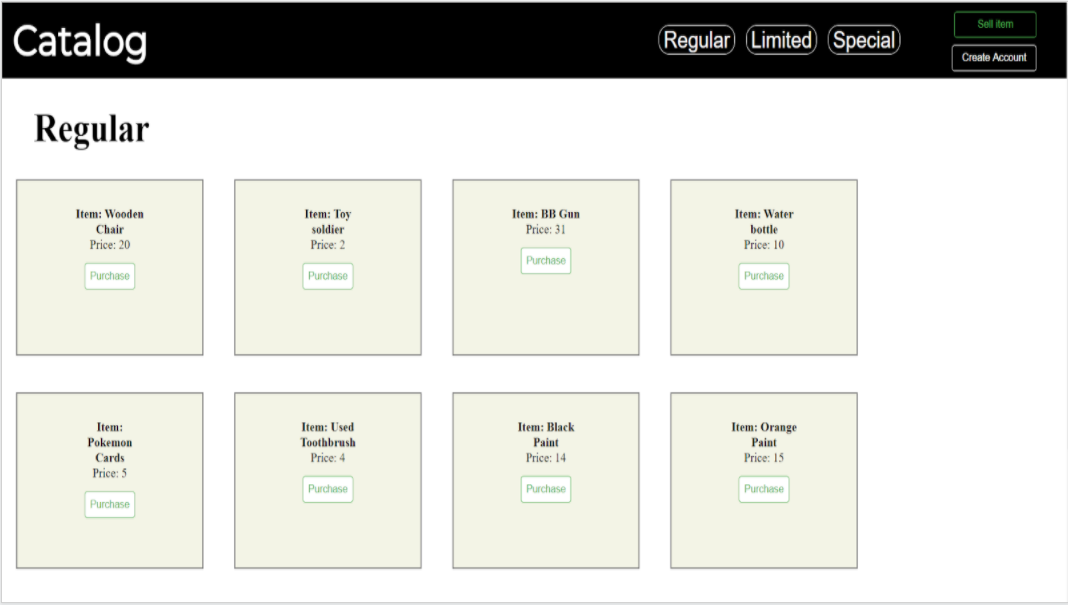 Catalog
Regular
Limited
Special
Sell item
Create Account
Regular
Item: Wooden
Chair
Price: 20
Purchase
Item: Toy
soldier
Price: 2
Purchase
Item: BB Gun
Price: 31
Purchase
Item: Water
bottle
Price: 10
Purchase
Item:
Pokemon
Cards
Price: 5
Purchase
Item: Used
Toothbrush
Price: 4
Purchase
Item: Black
Paint
Price: 14
Purchase
Item: Orange
Paint
Price: 15
Purchase